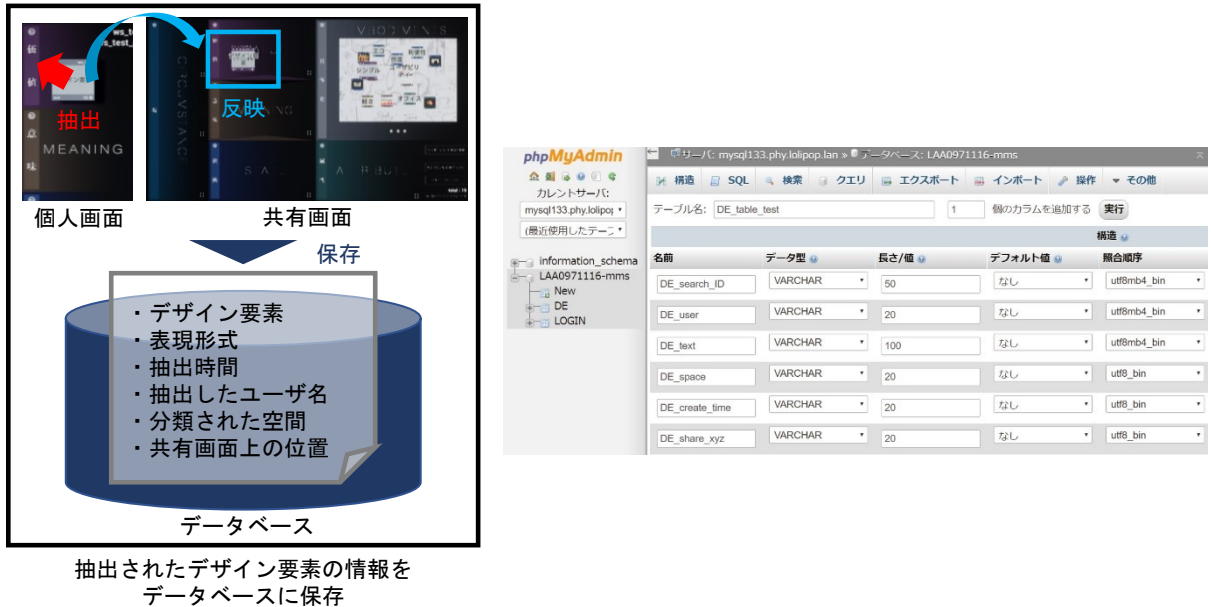 抽出
反映
MEANING
個人画面
共有画面
保存
・デザイン要素
・表現形式
・抽出時間
・抽出したユーザ名
・分類された空間
・共有画面上の位置
データベース
抽出されたデザイン要素の情報を
データベースに保存
phpMyAdmin
カレントサーバ:
mysql133.phy.lolipop
(最近使用したテーブ
information_schema
LAA0971116-mms
New
DE
LOGIN
サーバ: mysql133.phy.lolipop.lan » データベース: LAA0971116-mms
構造 SQL 検索 クエリ エクスポート インポート 操作 その他
テーブル名: DE_table_test 1 個のカラムを追加する 実行
構造
名前 データ型 長さ/値 デフォルト値 照合順序
DE_search_ID VARCHAR 50 なし utf8mb4_bin
DE_user VARCHAR 20 なし utf8mb4_bin
DE_text VARCHAR 100 なし utf8mb4_bin
DE_space VARCHAR 20 なし utf8_bin
DE_create_time VARCHAR 20 なし utf8_bin
DE_share_xyz VARCHAR 20 なし utf8_bin